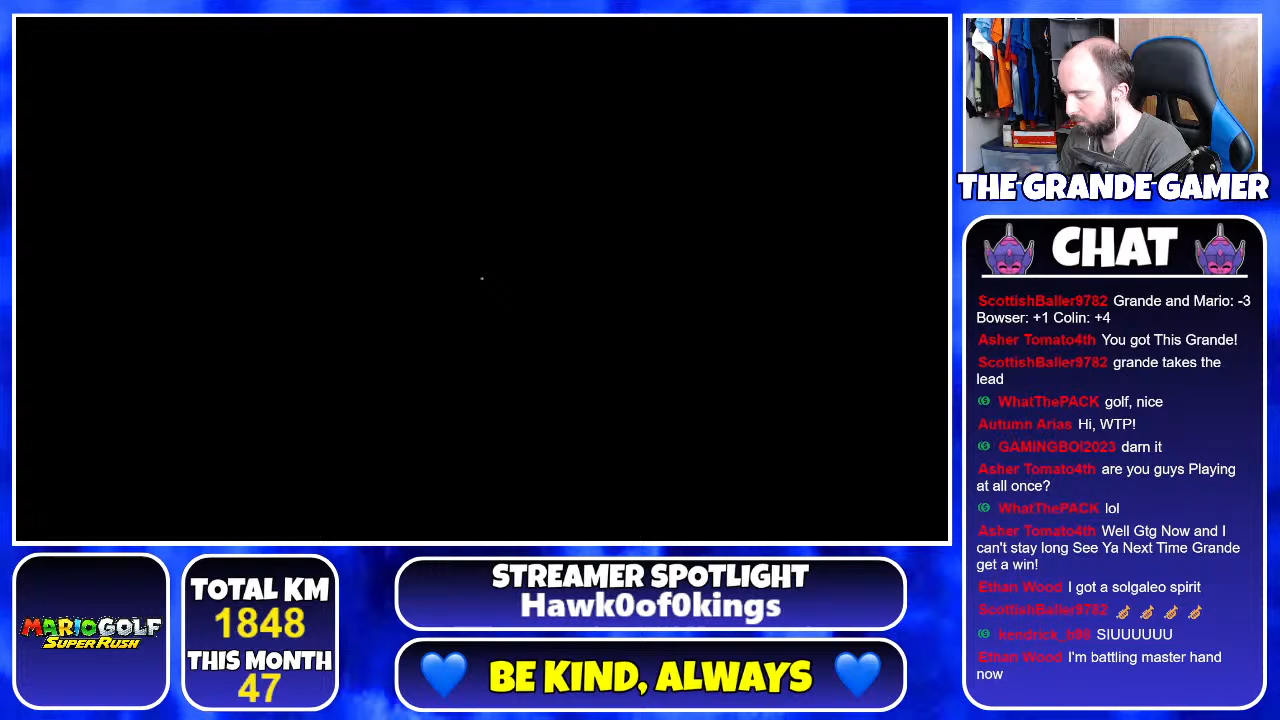 THE GRANDE GAMER
CHAT
ScottishBaller9782 Grande and Mario: -3
Bowser: +1 Colin: +4
Asher Tomato4th You got This Grande!
ScottishBaller9782 grande takes the
lead
WhatThePACK golf, nice
Autumn Arias Hi, WTP!
GAMINGBOI2023 darn it
Asher Tomato4th are you guys Playing
at all once?
WhatThePACK lol
Asher Tomato4th Well Gtg Now and I
can't stay long See Ya Next Time Grande
get a win!
Ethan Wood I got a solgaleo spirit
ScottishBaller9782
kendrick_h98 SIUUUUUU
Ethan Wood I'm battling master hand
now
MARIO GOLF
SUPER RUSH
TOTAL KM
1848
THIS MONTH
47
STREAMER SPOTLIGHT
Hawk0of0kings
BE KIND, ALWAYS